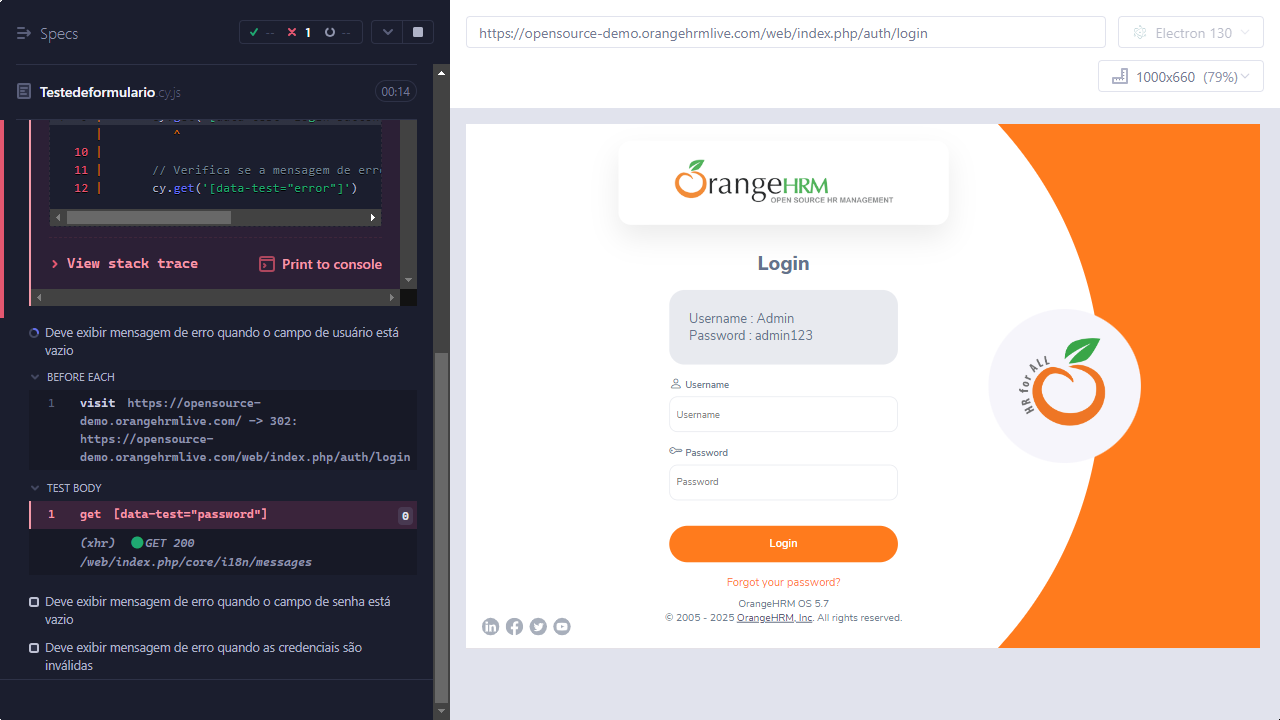 Specs
-- 1 --
Testedeformulario.cy.js
00:14
| ^
10 |
11 | // Verifica se a mensagem de erro
12 | cy.get('[data-test="error"]')
View stack trace
Print to console
Deve exibir mensagem de erro quando o campo de usuário está
vazio
BEFORE EACH
1 visit https://opensource-
demo.orangehrmlive.com/ -> 302:
https://opensource-
demo.orangehrmlive.com/web/index.php/auth/login
TEST BODY
1 get [data-test="password"] 0
(xhr) GET 200
/web/index.php/core/i18n/messages
Deve exibir mensagem de erro quando o campo de senha está
vazio
Deve exibir mensagem de erro quando as credenciais são
inválidas
https://opensource-demo.orangehrmlive.com/web/index.php/auth/login
Electron 130
1000x660 (79%)
OrangeHRM
OPEN SOURCE HR MANAGEMENT
Login
Username : Admin
Password : admin123
Username
Username
Password
Password
Login
Forgot your password?
OrangeHRM OS 5.7
© 2005 - 2025 OrangeHRM, Inc. All rights reserved.
HR for ALL